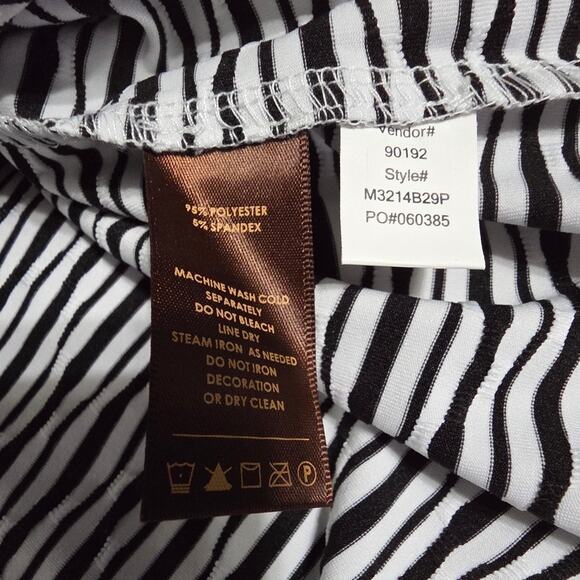 95% POLYESTER
5% SPANDEX
MACHINE WASH COLD
SEPARATELY
DO NOT BLEACH
LINE DRY
STEAM IRON AS NEEDED
DO NOT IRON
DECORATION
OR DRY CLEAN
P
Vendor#
90192
Style#
M3214B29P
PO#060385